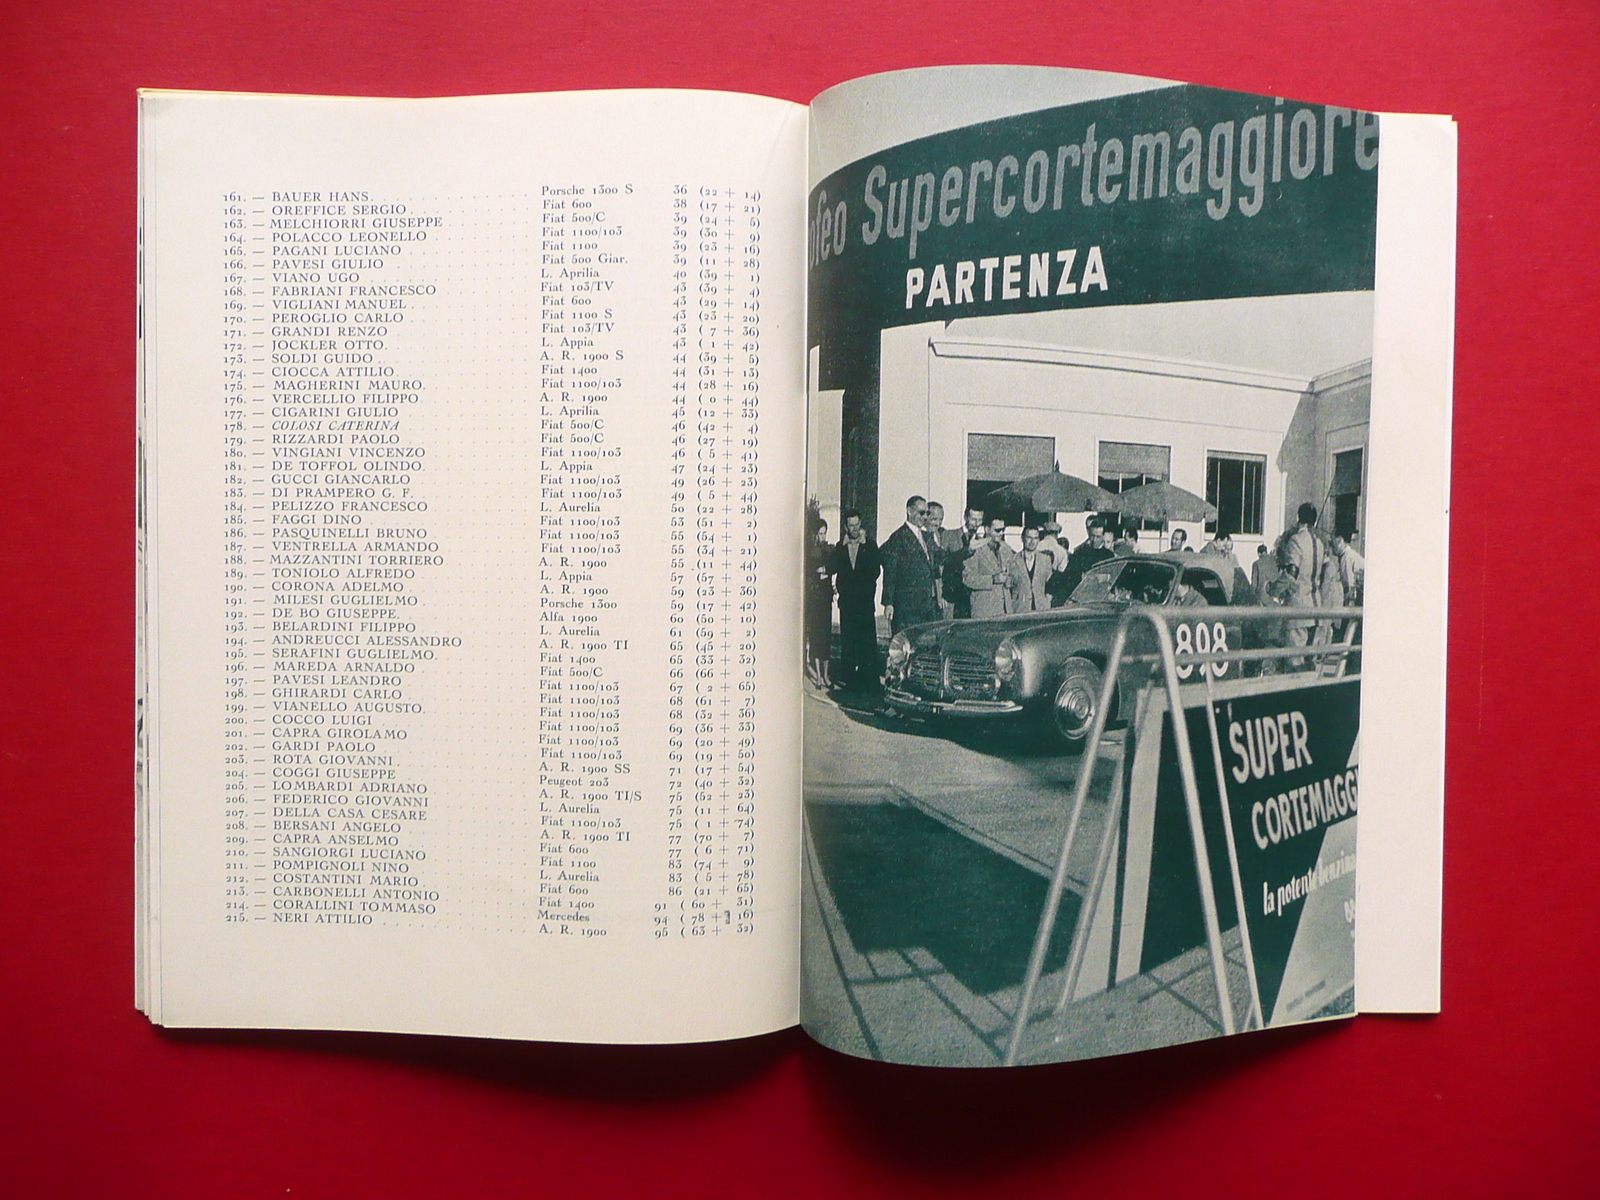 161. — BAUER HANS. Porsche 1300 S 36 (22 + 14)
162. — OREFFICE SERGIO Fiat 600 38 (17 + 21)
163. — MELCHIORRI GIUSEPPE Fiat 500/C 39 (34 + 5)
164. — POLACCO LEONELLO Fiat 1100/103 39 (30 + 9)
165. — PAGANI LUCIANO Fiat 1100 39 (23 + 16)
166. — PAVESI GIULIO Fiat 500 Giar. 39 (11 + 28)
167. — VIANO UGO L. Aprilia 40 (39 + 1)
168. — FABRIANI FRANCESCO Fiat 103/TV 43 (39 + 4)
169. — VIGLIANI MANUEL Fiat 600 43 (29 + 14)
170. — PEROGLIO CARLO Fiat 1100 S 43 (23 + 20)
171. — GRANDI RENZO Fiat 103/TV 43 ( 7 + 36)
172. — JOCKLER OTTO. L. Appia 43 ( 1 + 42)
173. — SOLDI GUIDO A. R. 1900 S 44 (39 + 5)
174. — CIOCCA ATTILIO Fiat 1400 44 (31 + 13)
175. — MAGHERINI MAURO. Fiat 1100/103 44 (28 + 16)
176. — VERCELLIO FILIPPO A. R. 1900 44 ( 0 + 44)
177. — CIGARINI GIULIO L. Aprilia 45 (12 + 33)
178. — COLOSI CATERINA Fiat 500/C 46 (42 + 4)
179. — RIZZARDI PAOLO Fiat 500/C 46 (27 + 19)
180. — VINGIANI VINCENZO Fiat 1100/103 46 ( 5 + 41)
181. — DE TOFFOL OLINDO. L. Appia 47 (24 + 23)
182. — GUCCI GIANCARLO Fiat 1100/103 49 (26 + 23)
183. — DI PRAMPERO G. F. Fiat 1100/103 49 ( 5 + 44)
184. — PELIZZO FRANCESCO L. Aurelia 50 (22 + 28)
185. — FAGGI DINO Fiat 1100/103 53 (51 + 2)
186. — PASQUINELLI BRUNO Fiat 1100/103 55 (54 + 1)
187. — VENTRELLA ARMANDO Fiat 1100/103 55 (34 + 21)
188. — MAZZANTINI TORRIERO A. R. 1900 55 (11 + 44)
189. — TONIOLO ALFREDO L. Appia 57 (57 + 0)
190. — CORONA ADELMO A. R. 1900 59 (23 + 36)
191. — MILESI GUGLIELMO Porsche 1300 59 (17 + 42)
192. — DE BO GIUSEPPE. Alfa 1900 60 (50 + 10)
193. — BELARDINI FILIPPO L. Aurelia 61 (59 + 2)
194. — ANDREUCCI ALESSANDRO A. R. 1900 TI 65 (45 + 20)
195. — SERAFINI GUGLIELMO. Fiat 1400 65 (33 + 32)
196. — MAREDA ARNALDO Fiat 500/C 66 (66 + 0)
197. — PAVESI LEANDRO Fiat 1100/103 67 ( 2 + 65)
198. — GHIRARDI CARLO Fiat 1100/103 68 (61 + 7)
199. — VIANELLO AUGUSTO. Fiat 1100/103 68 (32 + 36)
200. — COCCO LUIGI Fiat 1100/103 69 (36 + 33)
201. — CAPRA GIROLAMO Fiat 1100/103 69 (20 + 49)
202. — GARDI PAOLO Fiat 1100/103 69 (19 + 50)
203. — ROTA GIOVANNI A. R. 1900 SS 71 (17 + 54)
204. — COGGI GIUSEPPE Peugeot 203 72 (40 + 32)
205. — LOMBARDI ADRIANO A. R. 1900 TI/S 75 (52 + 23)
206. — FEDERICO GIOVANNI L. Aurelia 75 (11 + 64)
207. — DELLA CASA CESARE Fiat 1100/103 75 ( 1 + 74)
208. — BERSANI ANGELO A. R. 1900 TI 77 (70 + 7)
209. — CAPRA ANSELMO Fiat 600 77 ( 6 + 71)
210. — SANGIORGI LUCIANO Fiat 1100 83 (74 + 9)
211. — POMPIGNOLI NINO L. Aurelia 83 ( 5 + 78)
212. — COSTANTINI MARIO Fiat 600 86 (21 + 65)
213. — CARBONELLI ANTONIO Fiat 1400 91 ( 60 + 31)
214. — CORALLINI TOMMASO Mercedes 94 ( 78 + 16)
215. — NERI ATTILIO A. R. 1900 95 ( 63 + 32)
ofeo Supercortemaggiore
PARTENZA
898
SUPER
CORTEMAGGI
la potente benzina